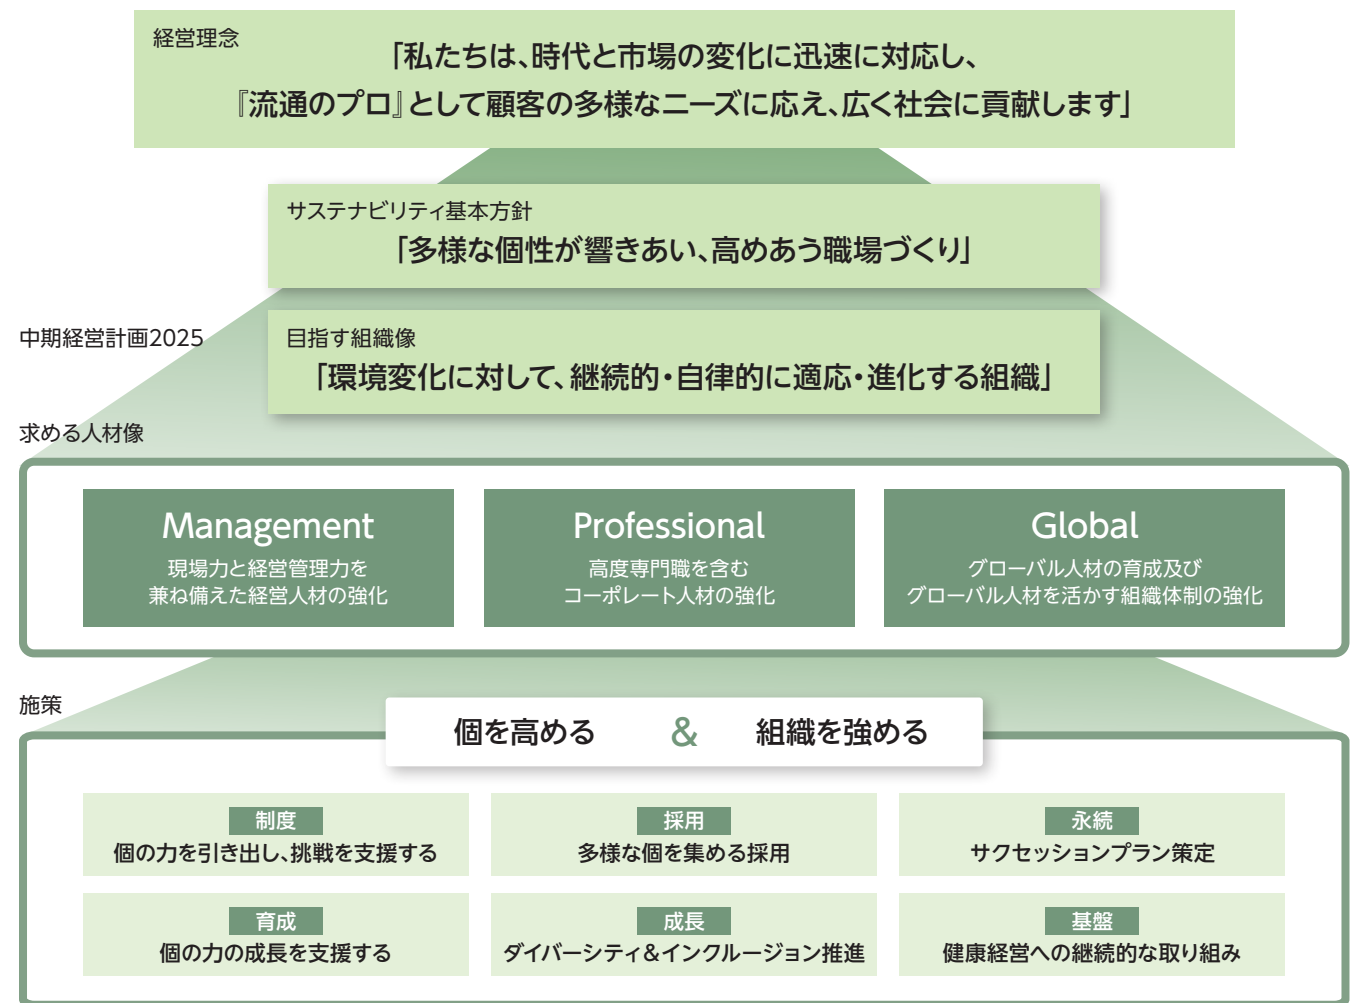 経営理念
「私たちは、時代と市場の変化に迅速に対応し、
『流通のプロ』として顧客の多様なニーズに応え、広く社会に貢献します」
サステナビリティ基本方針
「多様な個性が響きあい、高めあう職場づくり」
中期経営計画2025
目指す組織像
「環境変化に対して、継続的・自律的に適応・進化する組織」
求める人材像
Management
現場力と経営管理力を
兼ね備えた経営人材の強化
Professional
高度専門職を含む
コーポレート人材の強化
Global
グローバル人材の育成及び
グローバル人材を活かす組織体制の強化
施策
個を高める & 組織を強める
制度
個の力を引き出し、挑戦を支援する
採用
多様な個を集める採用
永続
サクセッションプラン策定
育成
個の力の成長を支援する
成長
ダイバーシティ&インクルージョン推進
基盤
健康経営への継続的な取り組み